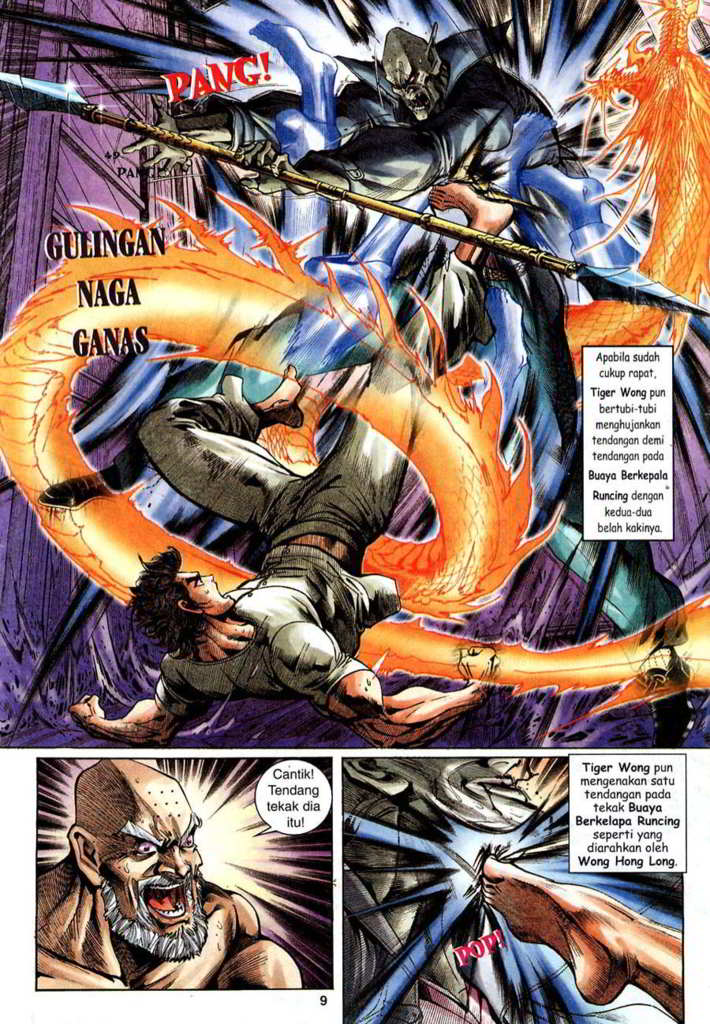 PANG!
PANG!
GULINGAN
NAGA
GANAS
Apabila sudah
cukup rapat,
Tiger Wong pun
bertubi-tubi
menghujankan
tendangan demi
tendangan pada
Buaya Berkepala
Runcing dengan
kedua-dua
belah kakinya.
Cantik!
Tendang
tekak dia
itu!
Tiger Wong pun
mengenakan satu
tendangan pada
tekak Buaya
Berkelapa Runcing
seperti yang
diarahkan oleh
Wong Hong Long.
POP!
9